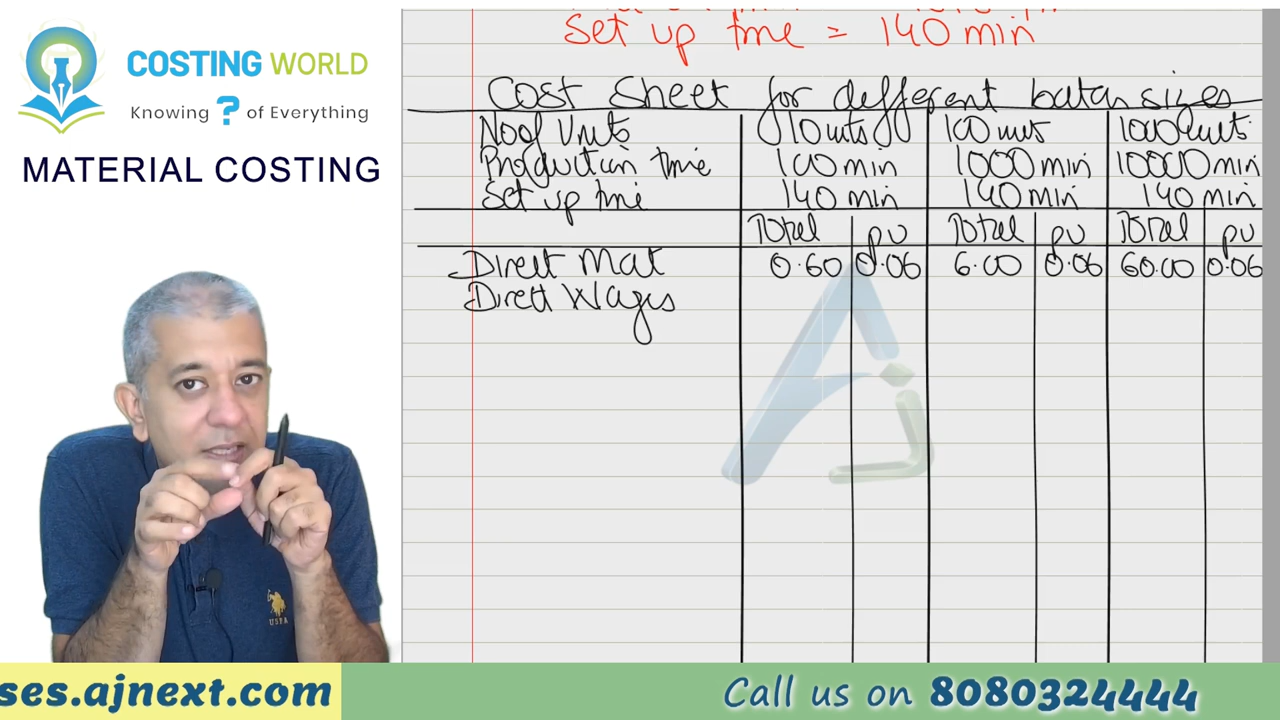 COSTING WORLD
Knowing ? of Everything
MATERIAL COSTING
Set up time = 140 min
Cost Sheet for different batch sizes
No of Units 10 uts 100 uts 1000 units
Production time 100 min 1000 min 10000 min
Set up time 140 min 140 min 140 min
Total pu Total pu Total pu
Direct Mat 0.60 0.06 6.00 0.06 60.00 0.06
Direct Wages
USPA
ses.ajnext.com
Call us on 8080324444